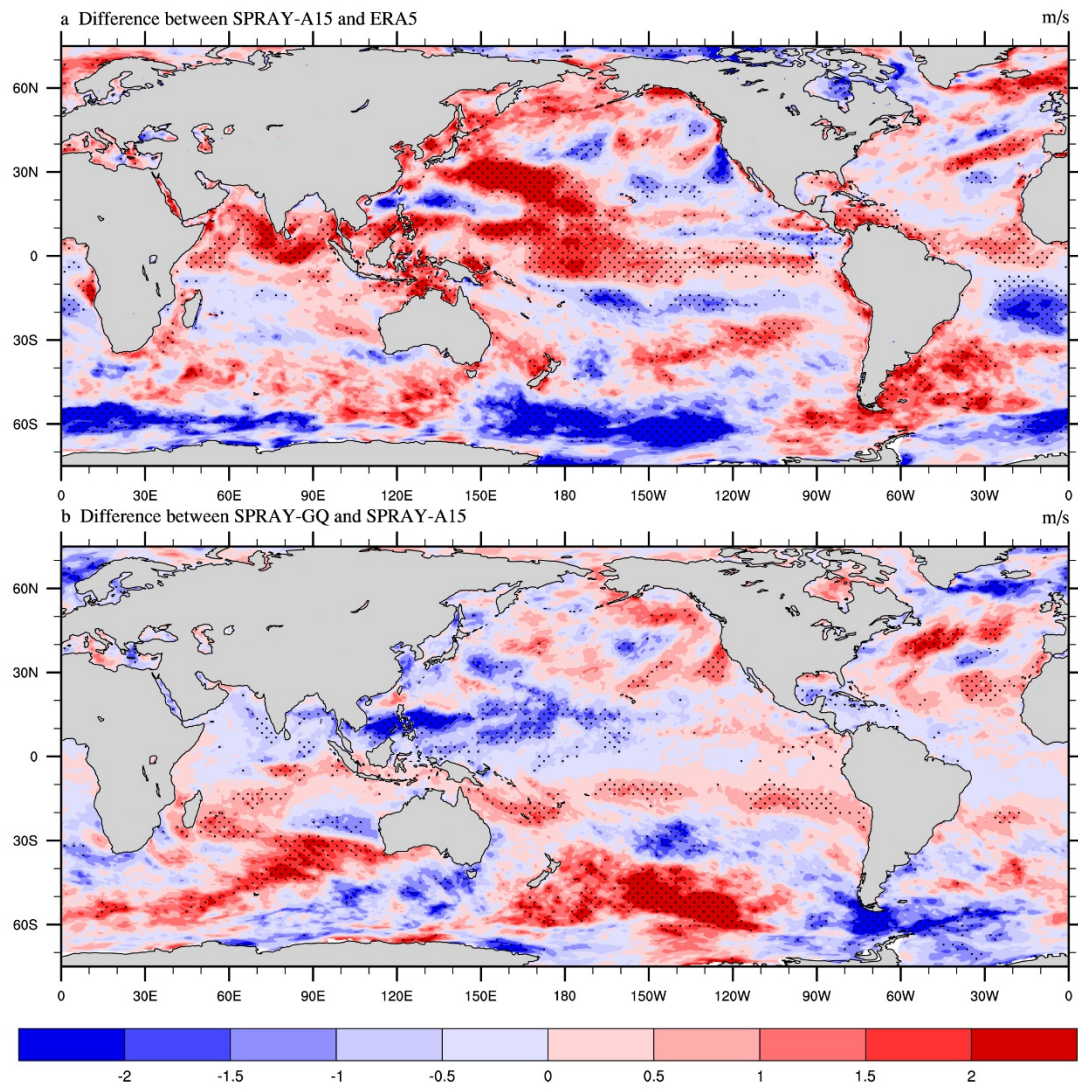 a Difference between SPRAY-A15 and ERA5 m/s
60N
30N
0
30S
60S
0 30E 60E 90E 120E 150E 180 150W 120W 90W 60W 30W 0
b Difference between SPRAY-GQ and SPRAY-A15 m/s
60N
30N
0
30S
60S
0 30E 60E 90E 120E 150E 180 150W 120W 90W 60W 30W 0
-2 -1.5 -1 -0.5 0 0.5 1 1.5 2